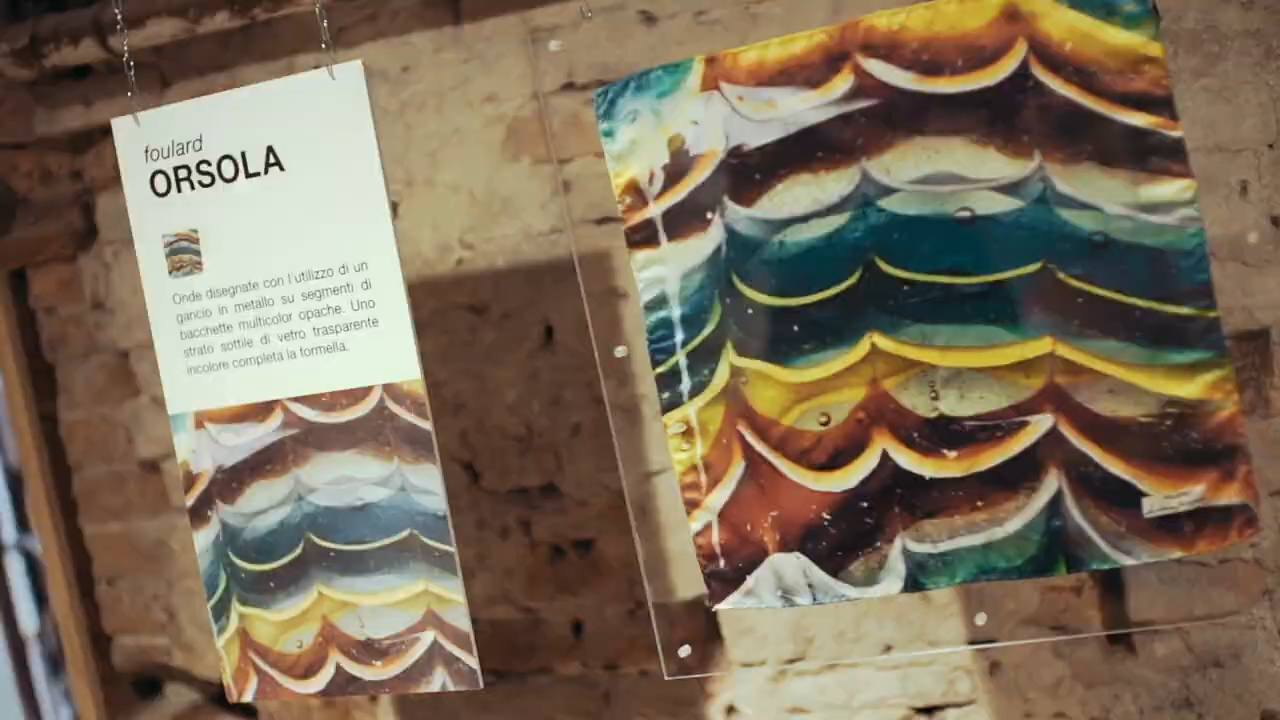 foulard
ORSOLA
Onde disegnate con l'utilizzo di un
gancio in metallo su segmenti di
bacchette multicolor opache. Uno
strato sottile di vetro trasparente
incolore completa la formella.